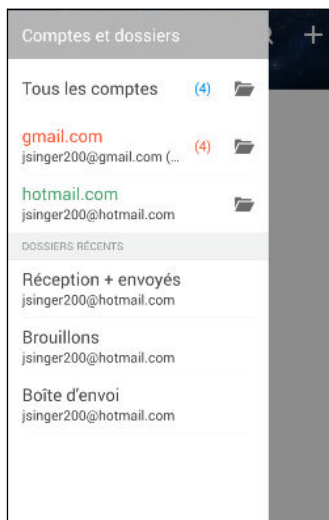 Comptes et dossiers
Tous les comptes (4)
gmail.com
jsinger200@gmail.com (... (4)
hotmail.com
jsinger200@hotmail.com
DOSSIERS RÉCENTS
Réception + envoyés
jsinger200@hotmail.com
Brouillons
jsinger200@hotmail.com
Boîte d'envoi
jsinger200@hotmail.com